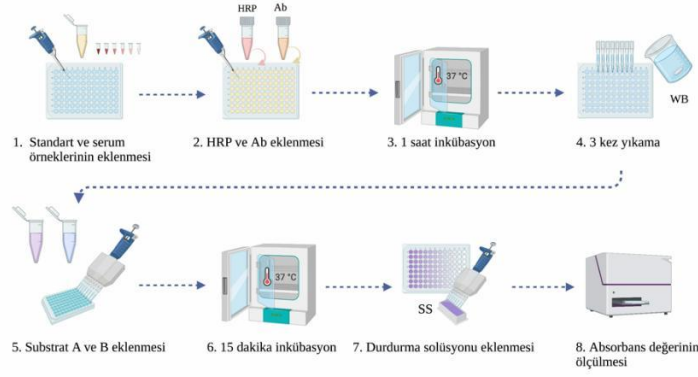 HRP Ab
37 °C
WB
1. Standart ve serum
örneklerinin eklenmesi
2. HRP ve Ab eklenmesi
3. 1 saat inkübasyon
4. 3 kez yıkama
37 °C
SS
5. Substrat A ve B eklenmesi
6. 15 dakika inkübasyon
7. Durdurma solüsyonu eklenmesi
8. Absorbans değerinin
ölçülmesi